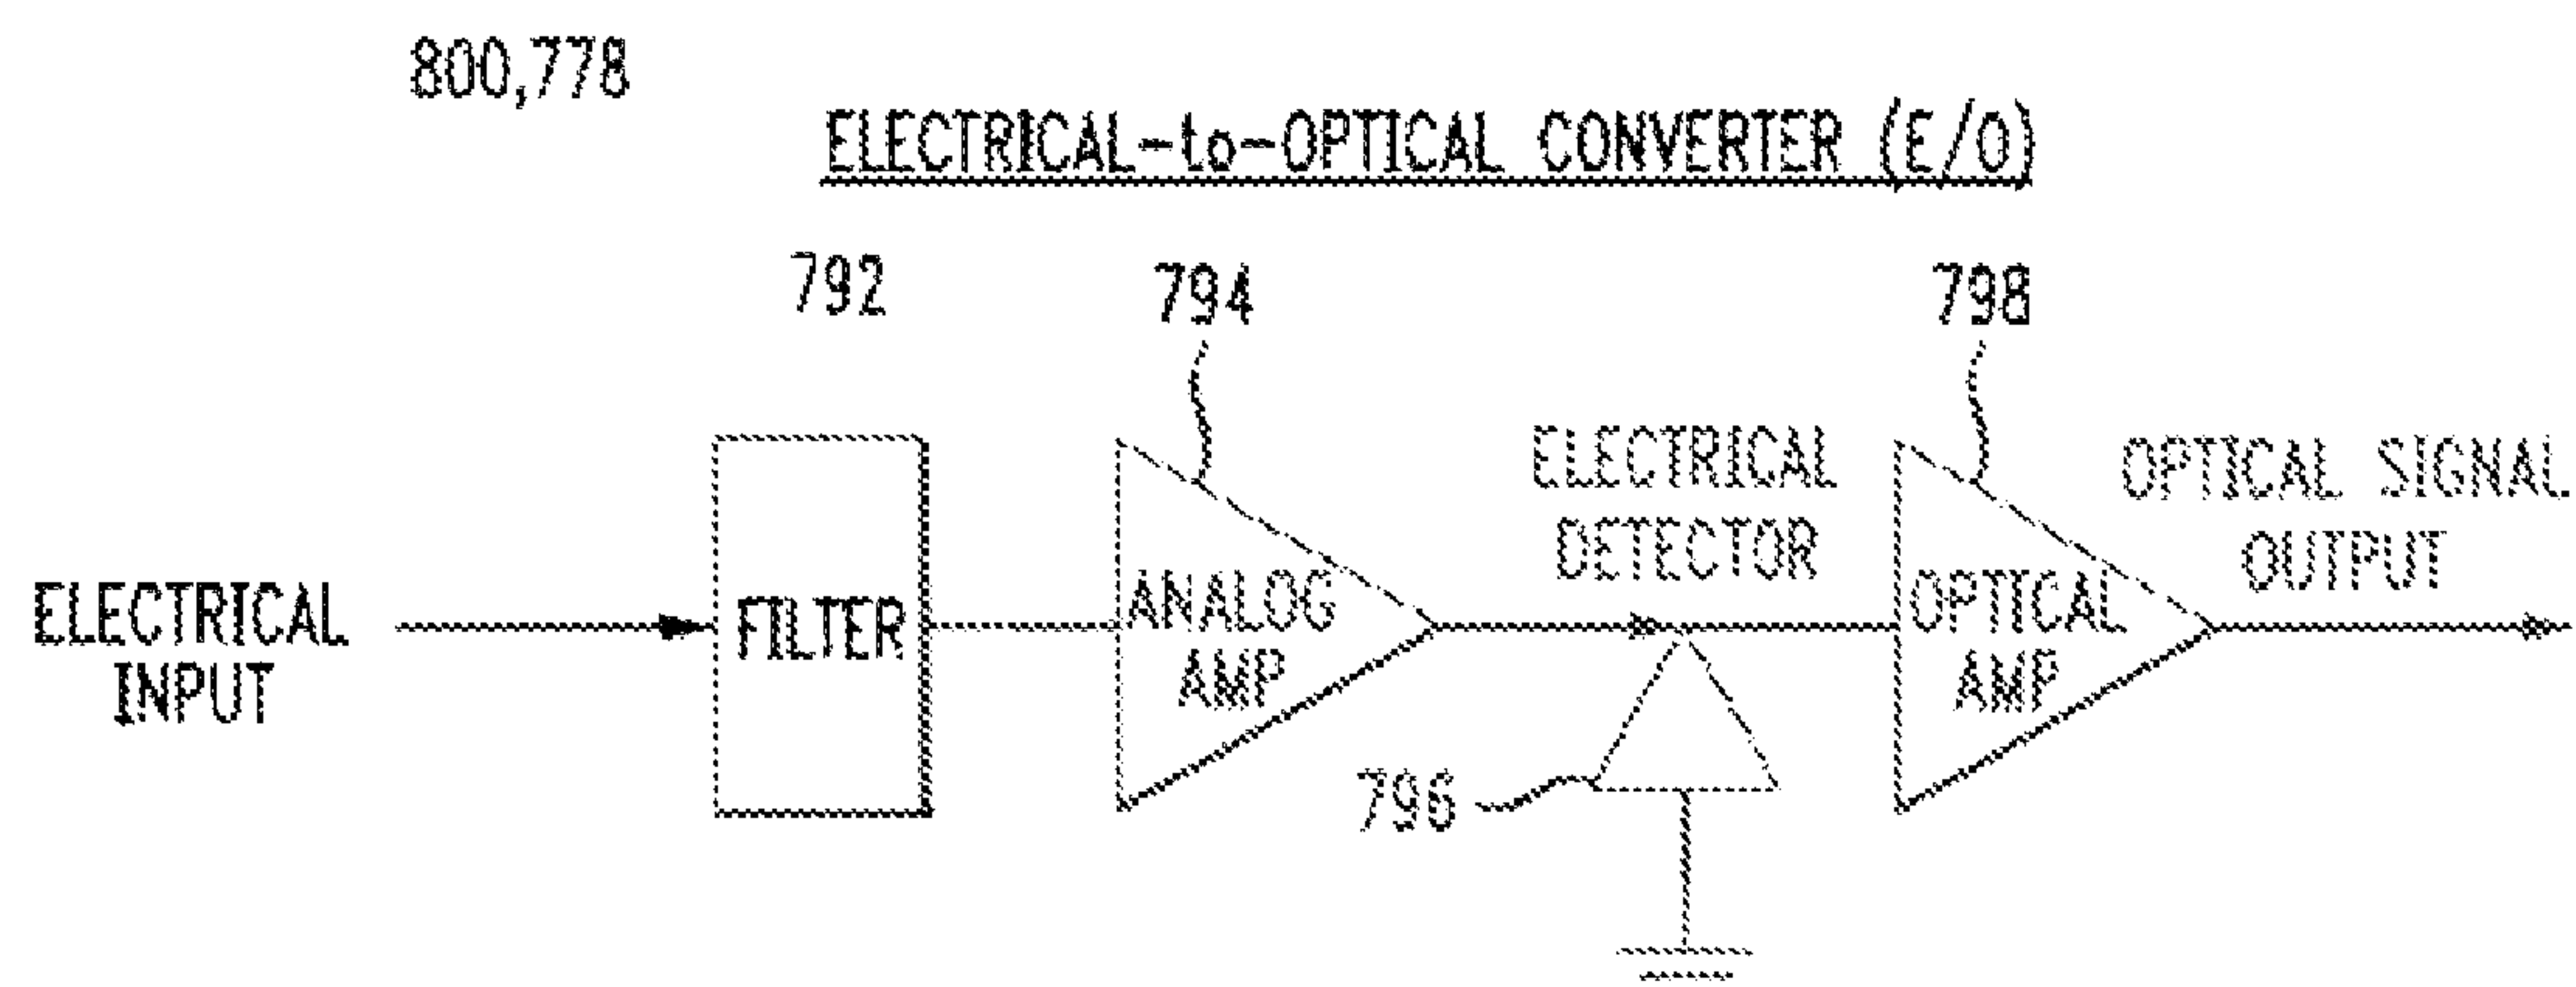 800,778
ELECTRICAL-to-OPTICAL CONVERTER (E/O)
792
794
798
ELECTRICAL
DETECTOR
OPTICAL SIGNAL
OUTPUT
ELECTRICAL
INPUT
FILTER
ANALOG
AMP
OPTICAL
AMP
796